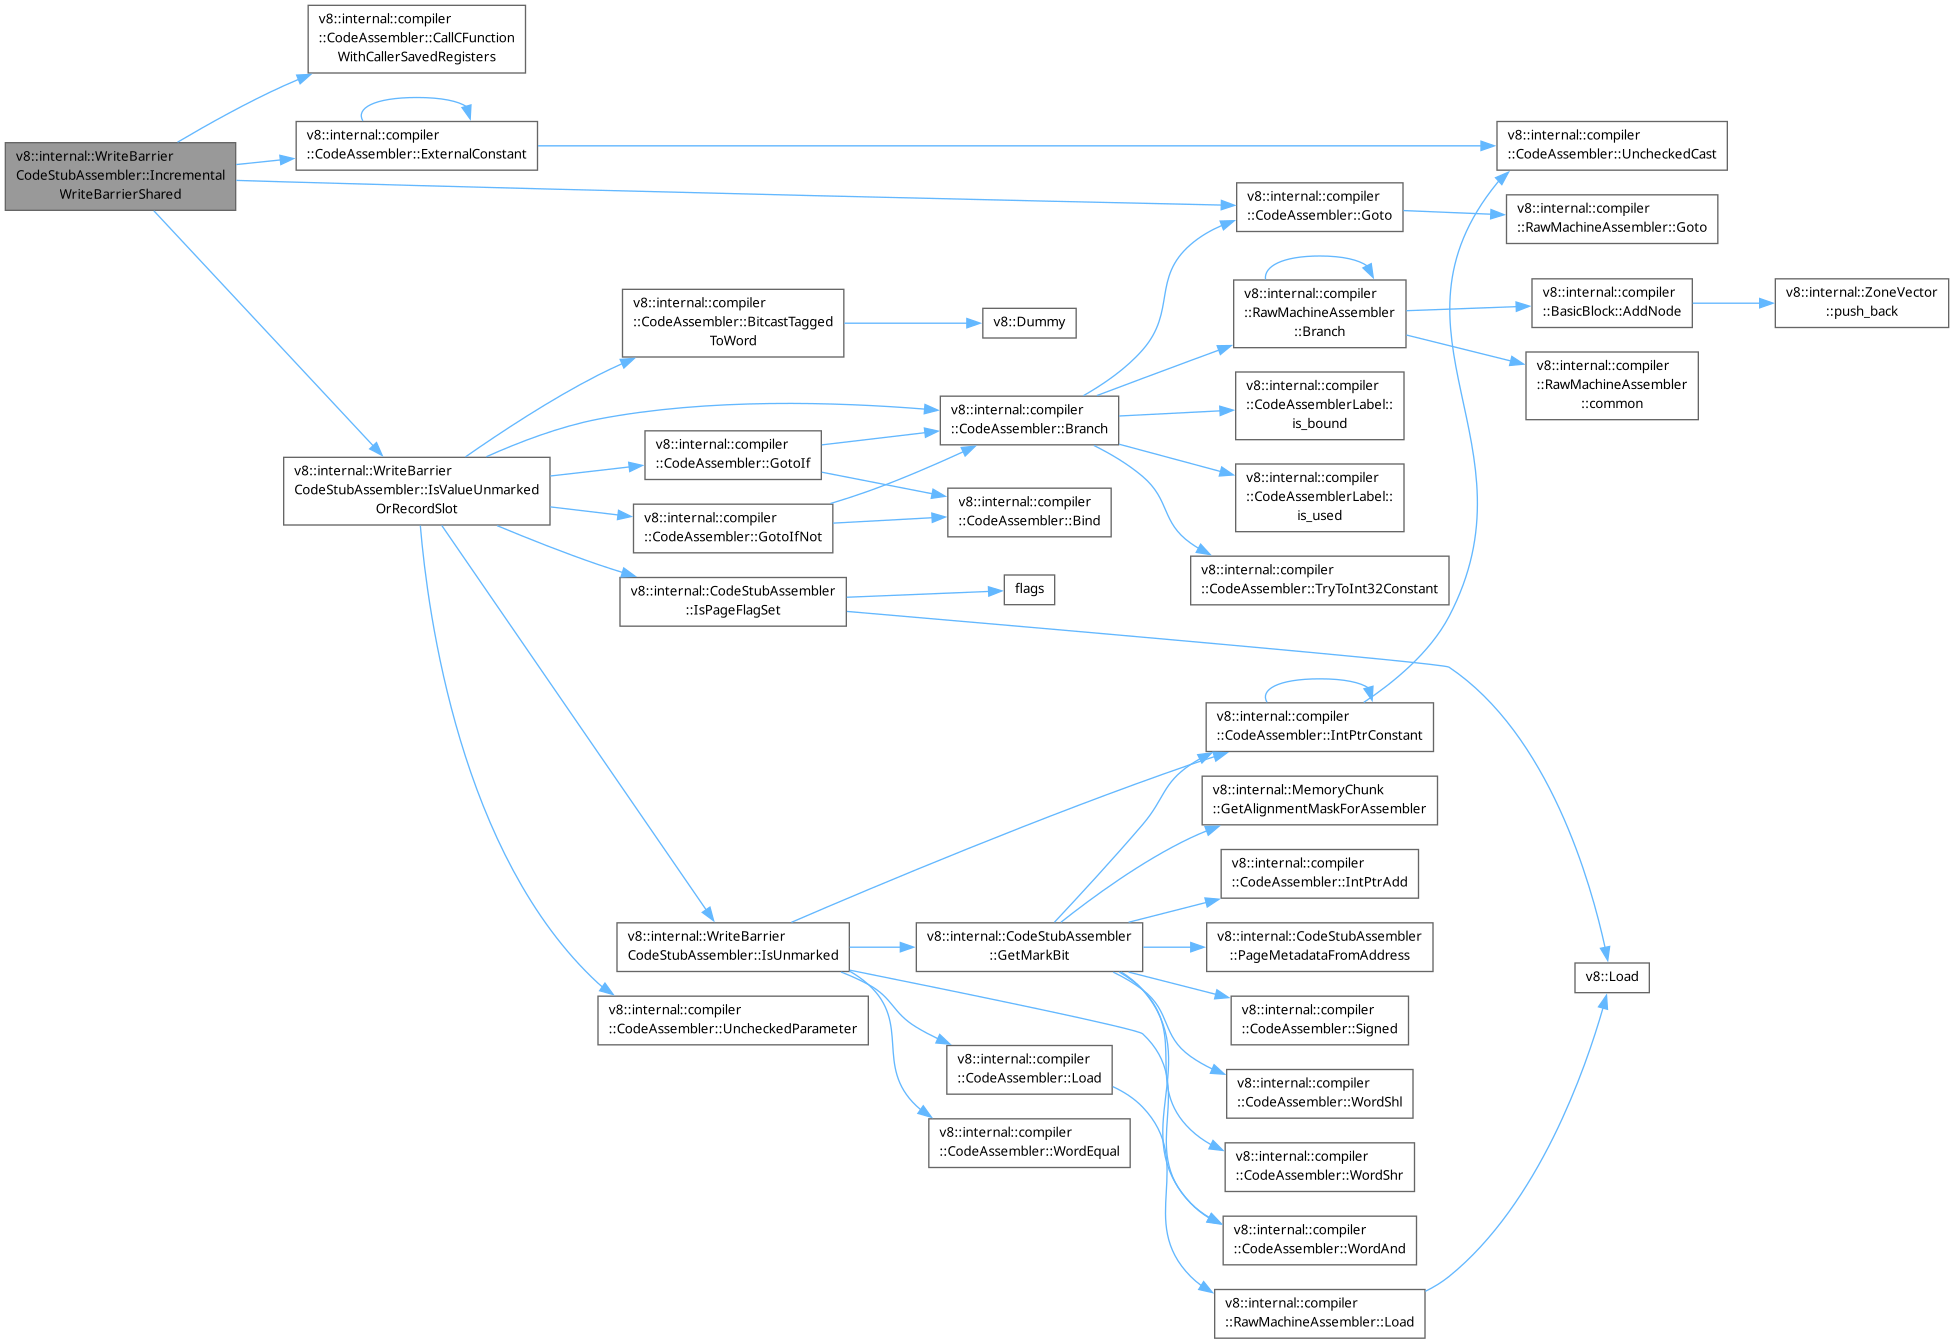 v8::internal::compiler
::CodeAssembler::CallCFunction
WithCallerSavedRegisters
v8::internal::compiler
::CodeAssembler::ExternalConstant
v8::internal::compiler
::CodeAssembler::UncheckedCast
v8::internal::WriteBarrier
CodeStubAssembler::Incremental
WriteBarrierShared
v8::internal::compiler
::CodeAssembler::Goto
v8::internal::compiler
::RawMachineAssembler::Goto
v8::internal::compiler
::CodeAssembler::BitcastTagged
ToWord
v8::Dummy
v8::internal::compiler
::RawMachineAssembler
::Branch
v8::internal::compiler
::BasicBlock::AddNode
v8::internal::ZoneVector
::push_back
v8::internal::compiler
::RawMachineAssembler
::common
v8::internal::compiler
::CodeAssembler::Branch
v8::internal::compiler
::CodeAssemblerLabel::
is_bound
v8::internal::WriteBarrier
CodeStubAssembler::IsValueUnmarked
OrRecordSlot
v8::internal::compiler
::CodeAssembler::GotoIf
v8::internal::compiler
::CodeAssembler::GotoIfNot
v8::internal::compiler
::CodeAssembler::Bind
v8::internal::compiler
::CodeAssemblerLabel::
is_used
v8::internal::compiler
::CodeAssembler::TryToInt32Constant
v8::internal::CodeStubAssembler
::IsPageFlagSet
flags
v8::internal::compiler
::CodeAssembler::IntPtrConstant
v8::internal::MemoryChunk
::GetAlignmentMaskForAssembler
v8::internal::compiler
::CodeAssembler::IntPtrAdd
v8::internal::WriteBarrier
CodeStubAssembler::IsUnmarked
v8::internal::CodeStubAssembler
::GetMarkBit
v8::internal::CodeStubAssembler
::PageMetadataFromAddress
v8::Load
v8::internal::compiler
::CodeAssembler::UncheckedParameter
v8::internal::compiler
::CodeAssembler::Signed
v8::internal::compiler
::CodeAssembler::Load
v8::internal::compiler
::CodeAssembler::WordShl
v8::internal::compiler
::CodeAssembler::WordEqual
v8::internal::compiler
::CodeAssembler::WordShr
v8::internal::compiler
::CodeAssembler::WordAnd
v8::internal::compiler
::RawMachineAssembler::Load